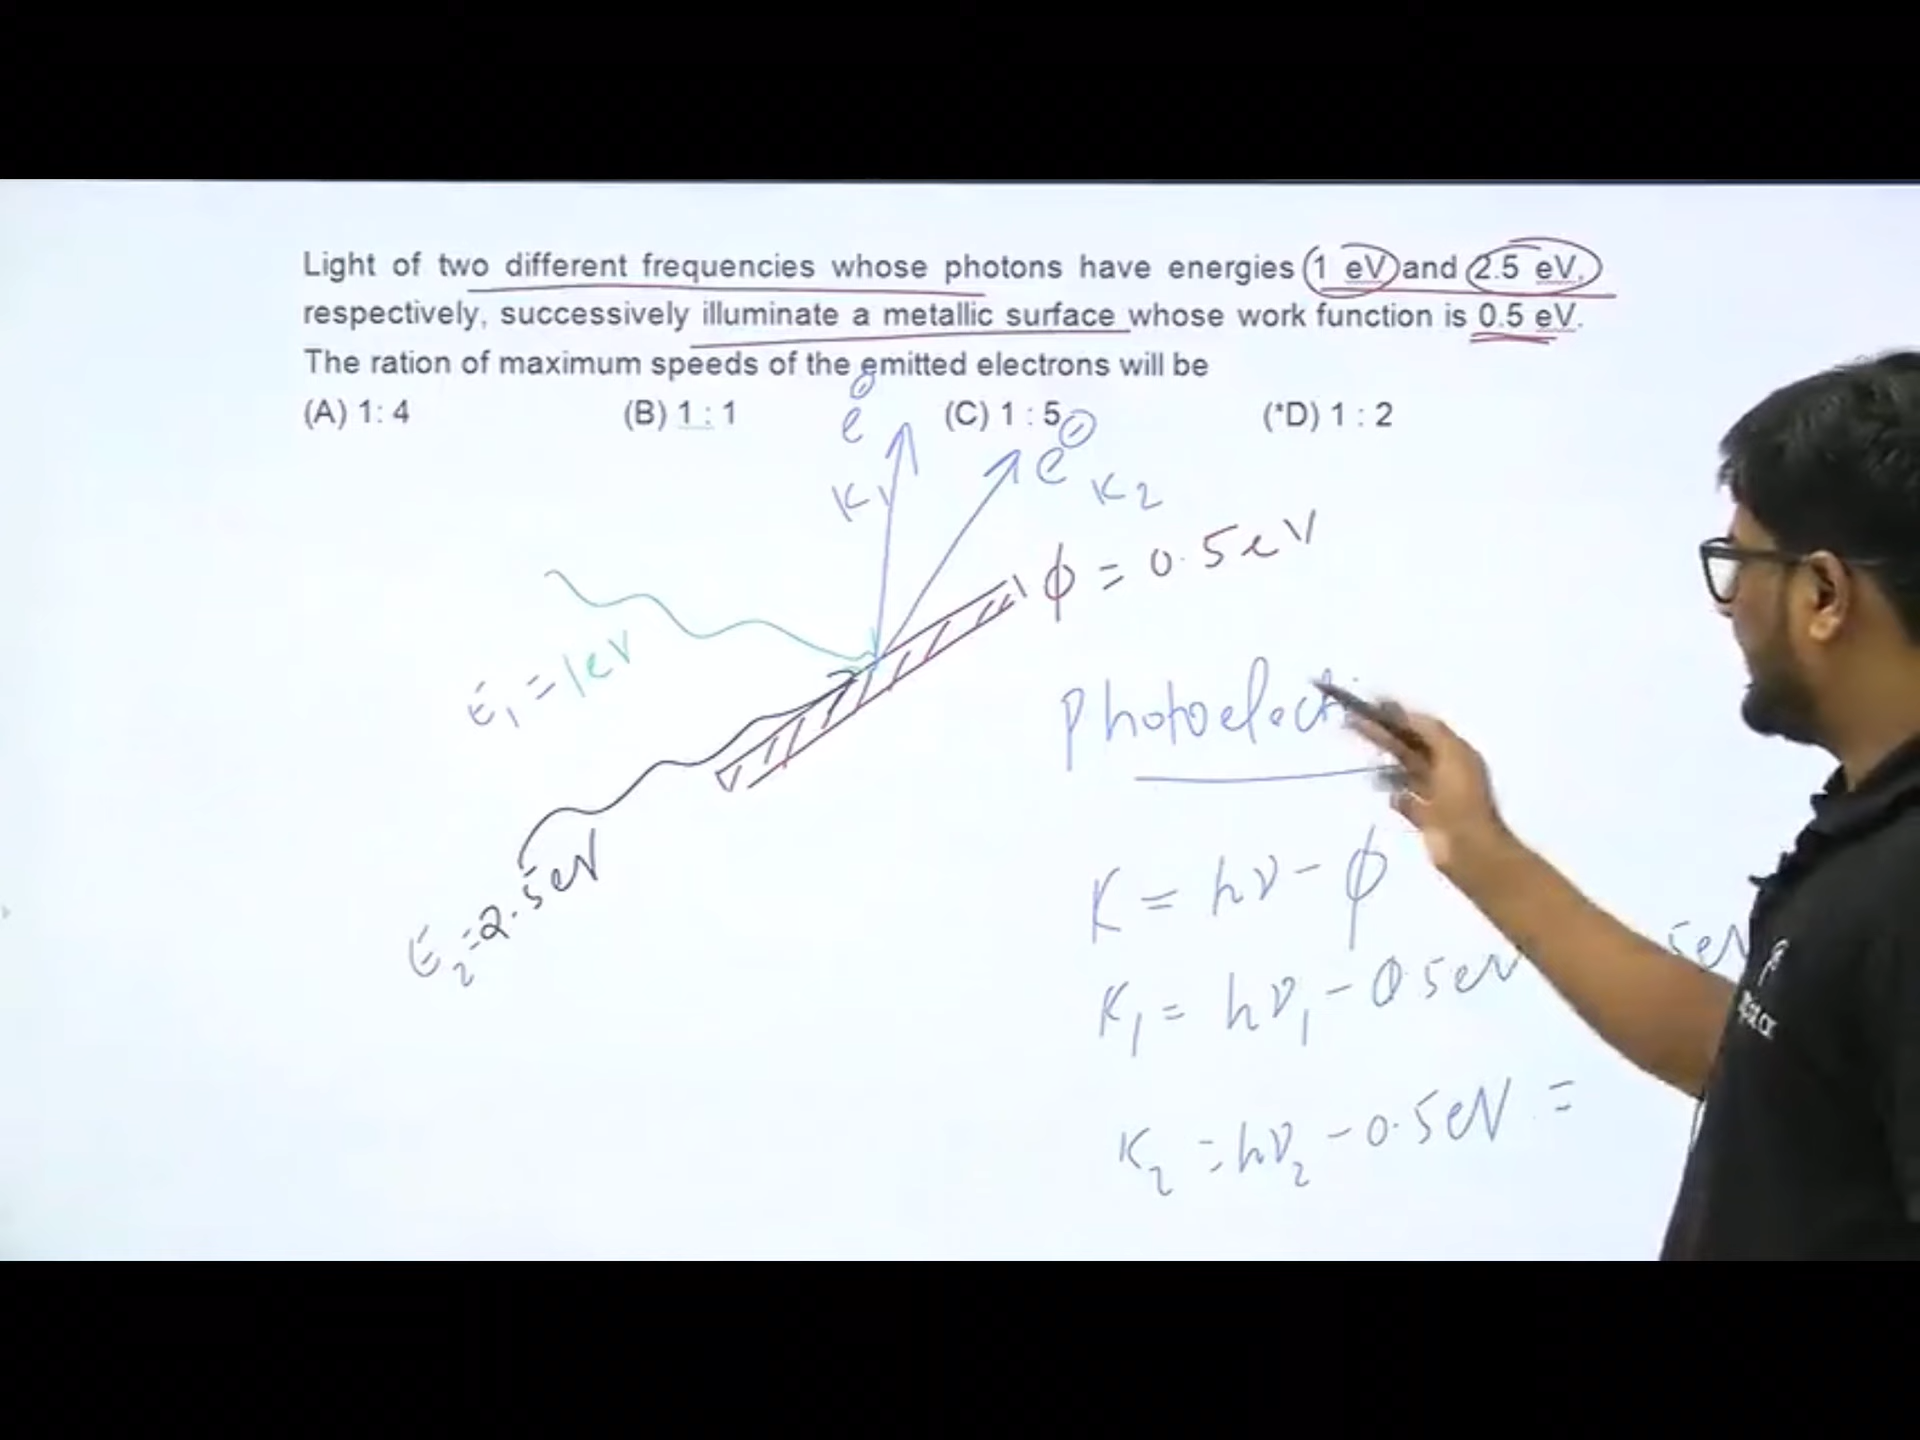 Light of two different frequencies whose photons have energies 1 eV and 2.5 eV.
respectively, successively illuminate a metallic surface whose work function is 0.5 eV.
The ration of maximum speeds of the emitted electrons will be
(A) 1: 4 (B) 1 : 1 (C) 1 : 5 (*D) 1 : 2
e
e
K1
K2
ϕ = 0.5eV
E1 = 1eV
Photoelect
E2 = 2.5eV
K = hν - ϕ
K1 = hν1 - 0.5eV
5eV
K2 = hν2 - 0.5eV =